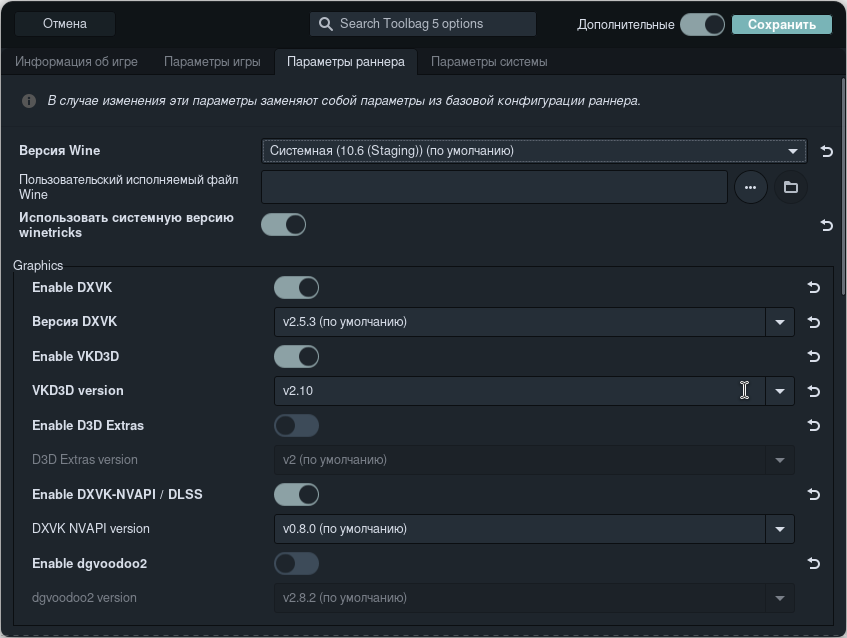 Отмена
Search Toolbag 5 options
Дополнительные
Сохранить
Информация об игре
Параметры игры
Параметры раннера
Параметры системы
В случае изменения эти параметры заменяют собой параметры из базовой конфигурации раннера.
Версия Wine
Системная (10.6 (Staging)) (по умолчанию)
Пользовательский исполняемый файл
Wine
Использовать системную версию
winetricks
Graphics
Enable DXVK
Версия DXVK
v2.5.3 (по умолчанию)
Enable VKD3D
VKD3D version
v2.10
Enable D3D Extras
D3D Extras version
v2 (по умолчанию)
Enable DXVK-NVAPI / DLSS
DXVK NVAPI version
v0.8.0 (по умолчанию)
Enable dgvoodoo2
dgvoodoo2 version
v2.8.2 (по умолчанию)